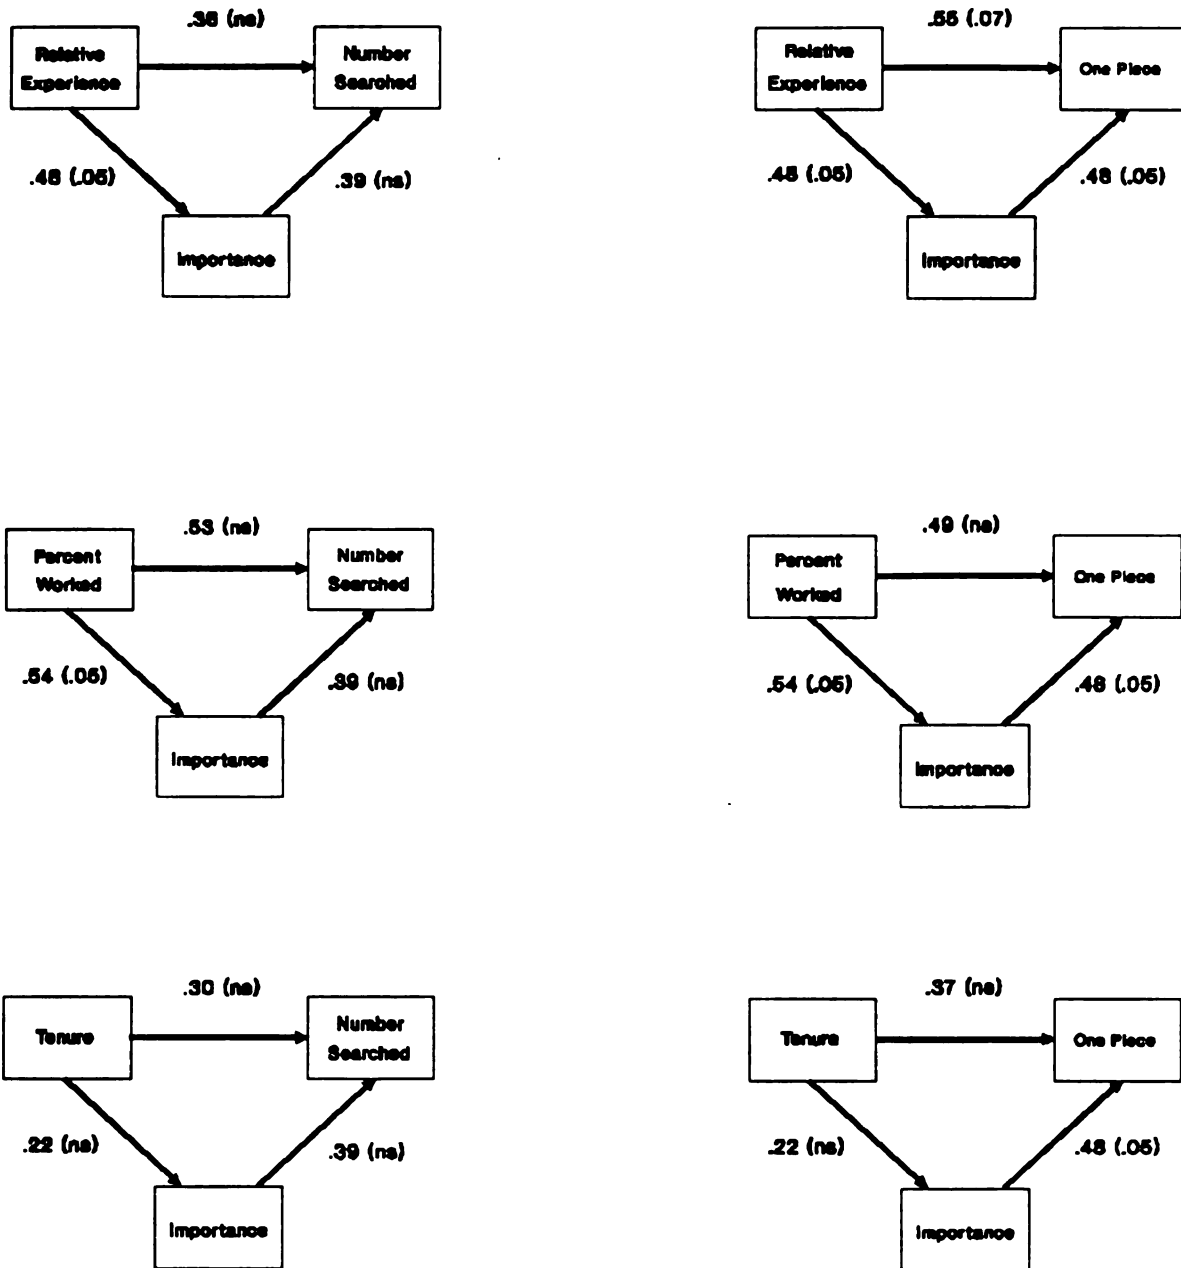 .36 (ns)
Relative
Experience
Number
Searched
.48 (.05)
.39 (ns)
Importance
.55 (.07)
Relative
Experience
One Piece
.48 (.05)
.48 (.05)
Importance
.53 (ns)
Percent
Worked
Number
Searched
.54 (.05)
.39 (ns)
Importance
.49 (ns)
Percent
Worked
One Piece
.54 (.05)
.48 (.05)
Importance
.30 (ns)
Tenure
Number
Searched
.22 (ns)
.39 (ns)
Importance
.37 (ns)
Tenure
One Piece
.22 (ns)
.48 (.05)
Importance